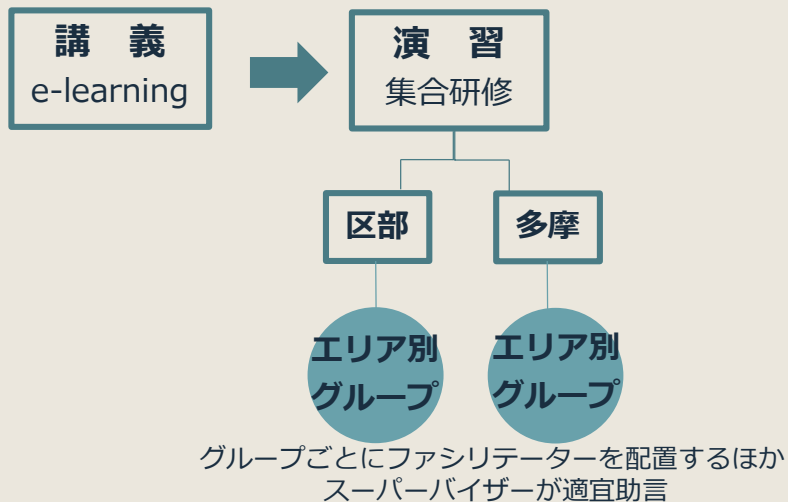 講　義
e-learning
演　習
集合研修
区部
多摩
エリア別
グループ
エリア別
グループ
グループごとにファシリテーターを配置するほか
スーパーバイザーが適宜助言